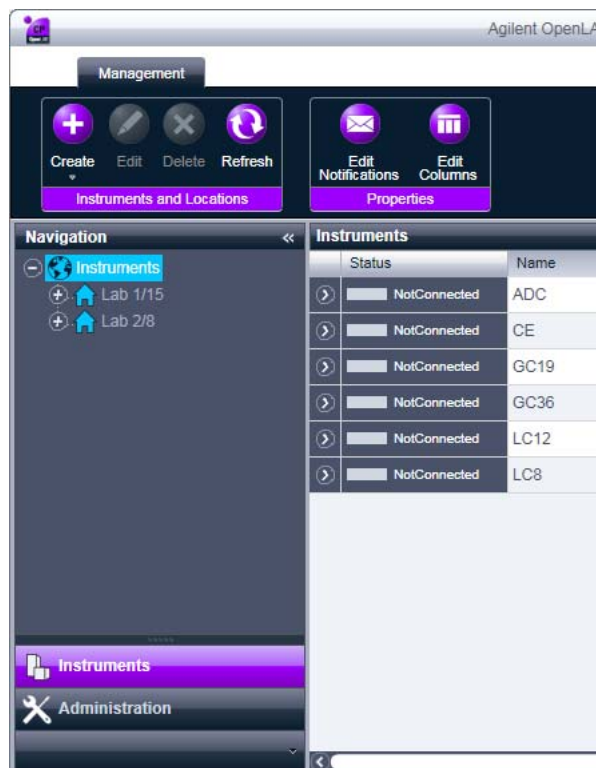 CP
Agilent OpenLA
Management
Create Edit Delete Refresh
Edit Notifications
Edit Columns
Instruments and Locations
Properties
Navigation
Instruments
Lab 1/15
Lab 2/8
Instruments
Administration
Instruments
Status Name
NotConnected ADC
NotConnected CE
NotConnected GC19
NotConnected GC36
NotConnected LC12
NotConnected LC8